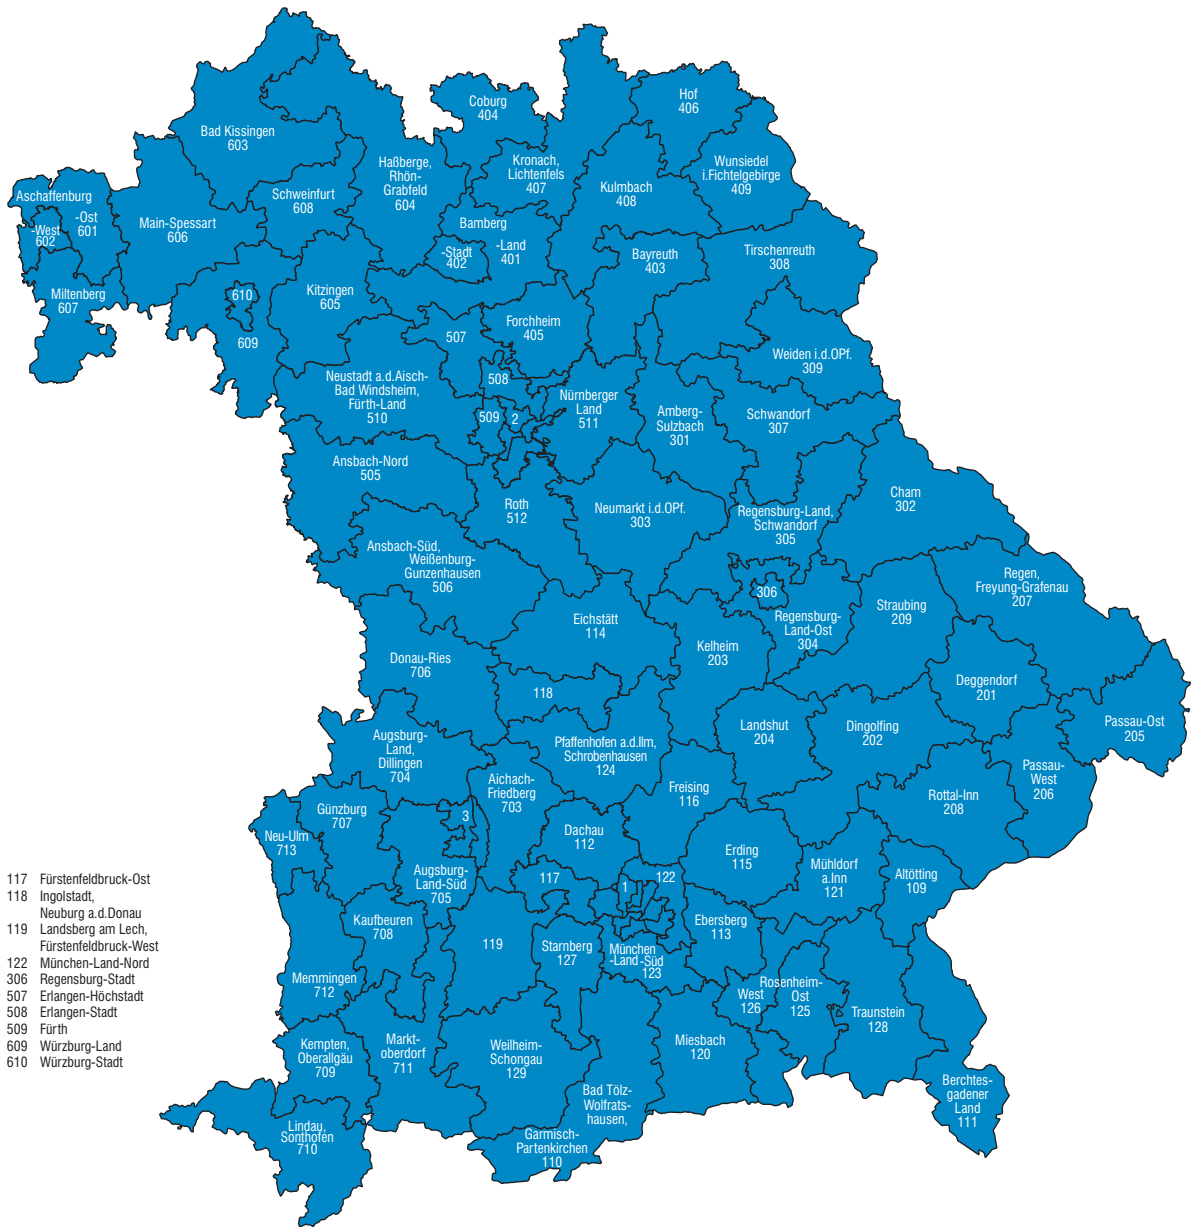 Coburg
404
Hof
406
Bad Kissingen
603
Haßberge,
Rhön-
Grabfeld
604
Kronach,
Lichtenfels
407
Wunsiedel
i.Fichtelgebirge
409
Kulmbach
408
Aschaffenburg
-Ost
601
-West
602
Schweinfurt
608
Main-Spessart
606
Bamberg
-Land
401
-Stadt
402
Bayreuth
403
Tirschenreuth
308
Miltenberg
607
610
Kitzingen
605
609
507
Forchheim
405
Weiden i.d.OPf.
309
Neustadt a.d.Aisch-
Bad Windsheim,
Fürth-Land
510
508
509
2
Nürnberger
Land
511
Amberg-
Sulzbach
301
Schwandorf
307
Ansbach-Nord
505
Roth
512
Neumarkt i.d.OPf.
303
Regensburg-Land,
Schwandorf
305
Cham
302
Ansbach-Süd,
Weißenburg-
Gunzenhausen
506
306
Regen,
Freyung-Grafenau
207
Eichstätt
114
Regensburg-
Land-Ost
304
Straubing
209
Kelheim
203
Donau-Ries
706
118
Deggendorf
201
Passau-Ost
205
Augsburg-
Land,
Dillingen
704
Pfaffenhofen a.d.Ilm,
Schrobenhausen
124
Landshut
204
Dingolfing
202
Passau-
West
206
Aichach-
Friedberg
703
Freising
116
Rottal-Inn
208
Günzburg
707
3
Neu-Ulm
713
Dachau
112
Erding
115
Mühldorf
a.Inn
121
Altötting
109
Augsburg-
Land-Süd
705
117
1
122
Kaufbeuren
708
119
Starnberg
127
München
-Land-Süd
123
Ebersberg
113
Memmingen
712
West
126
Rosenheim-
Ost
125
Traunstein
128
Kempten,
Oberallgäu
709
Markt-
oberdorf
711
Weilheim-
Schongau
129
Miesbach
120
Bad Tölz-
Wolfrats-
hausen,
Garmisch-
Partenkirchen
110
Berchtes-
gadener
Land
111
Lindau,
Sonthofen
710
117 Fürstenfeldbruck-Ost
118 Ingolstadt,
Neuburg a.d.Donau
119 Landsberg am Lech,
Fürstenfeldbruck-West
122 München-Land-Nord
306 Regensburg-Stadt
507 Erlangen-Höchstadt
508 Erlangen-Stadt
509 Fürth
609 Würzburg-Land
610 Würzburg-Stadt